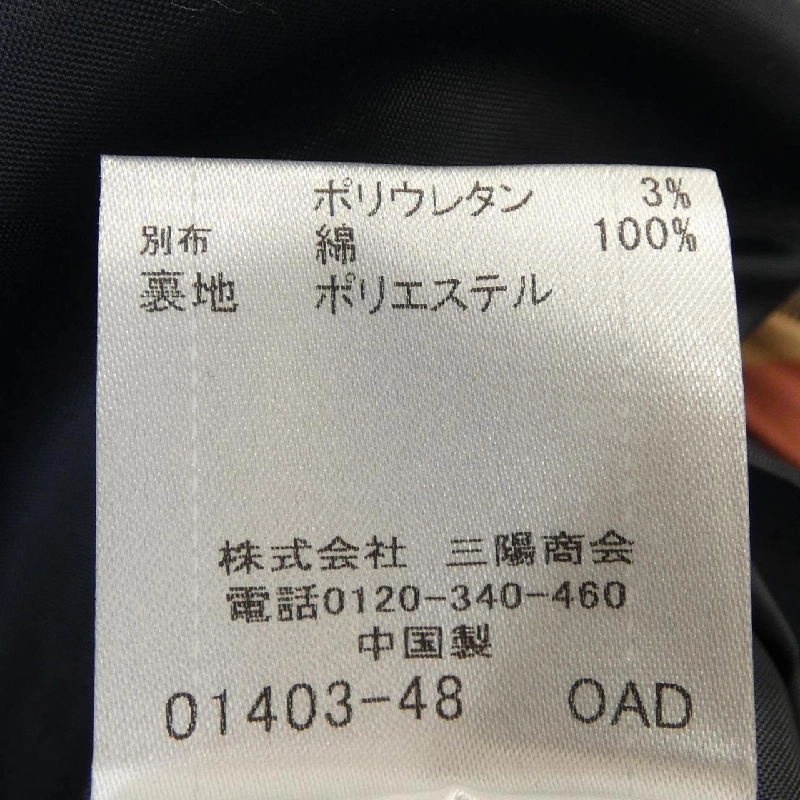 ポリウレタン 3%
別布 綿 100%
裏地 ポリエステル
株式会社 三陽商会
電話0120-340-460
中国製
01403-48 OAD